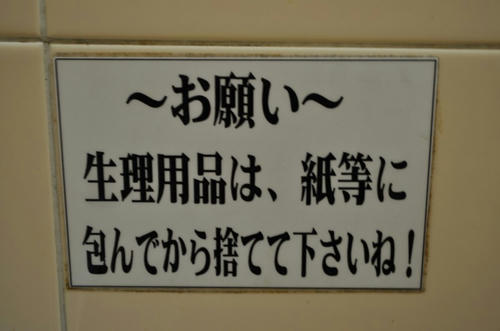 ～お願い～
生理用品は、紙等に
包んでから捨てて下さいね！